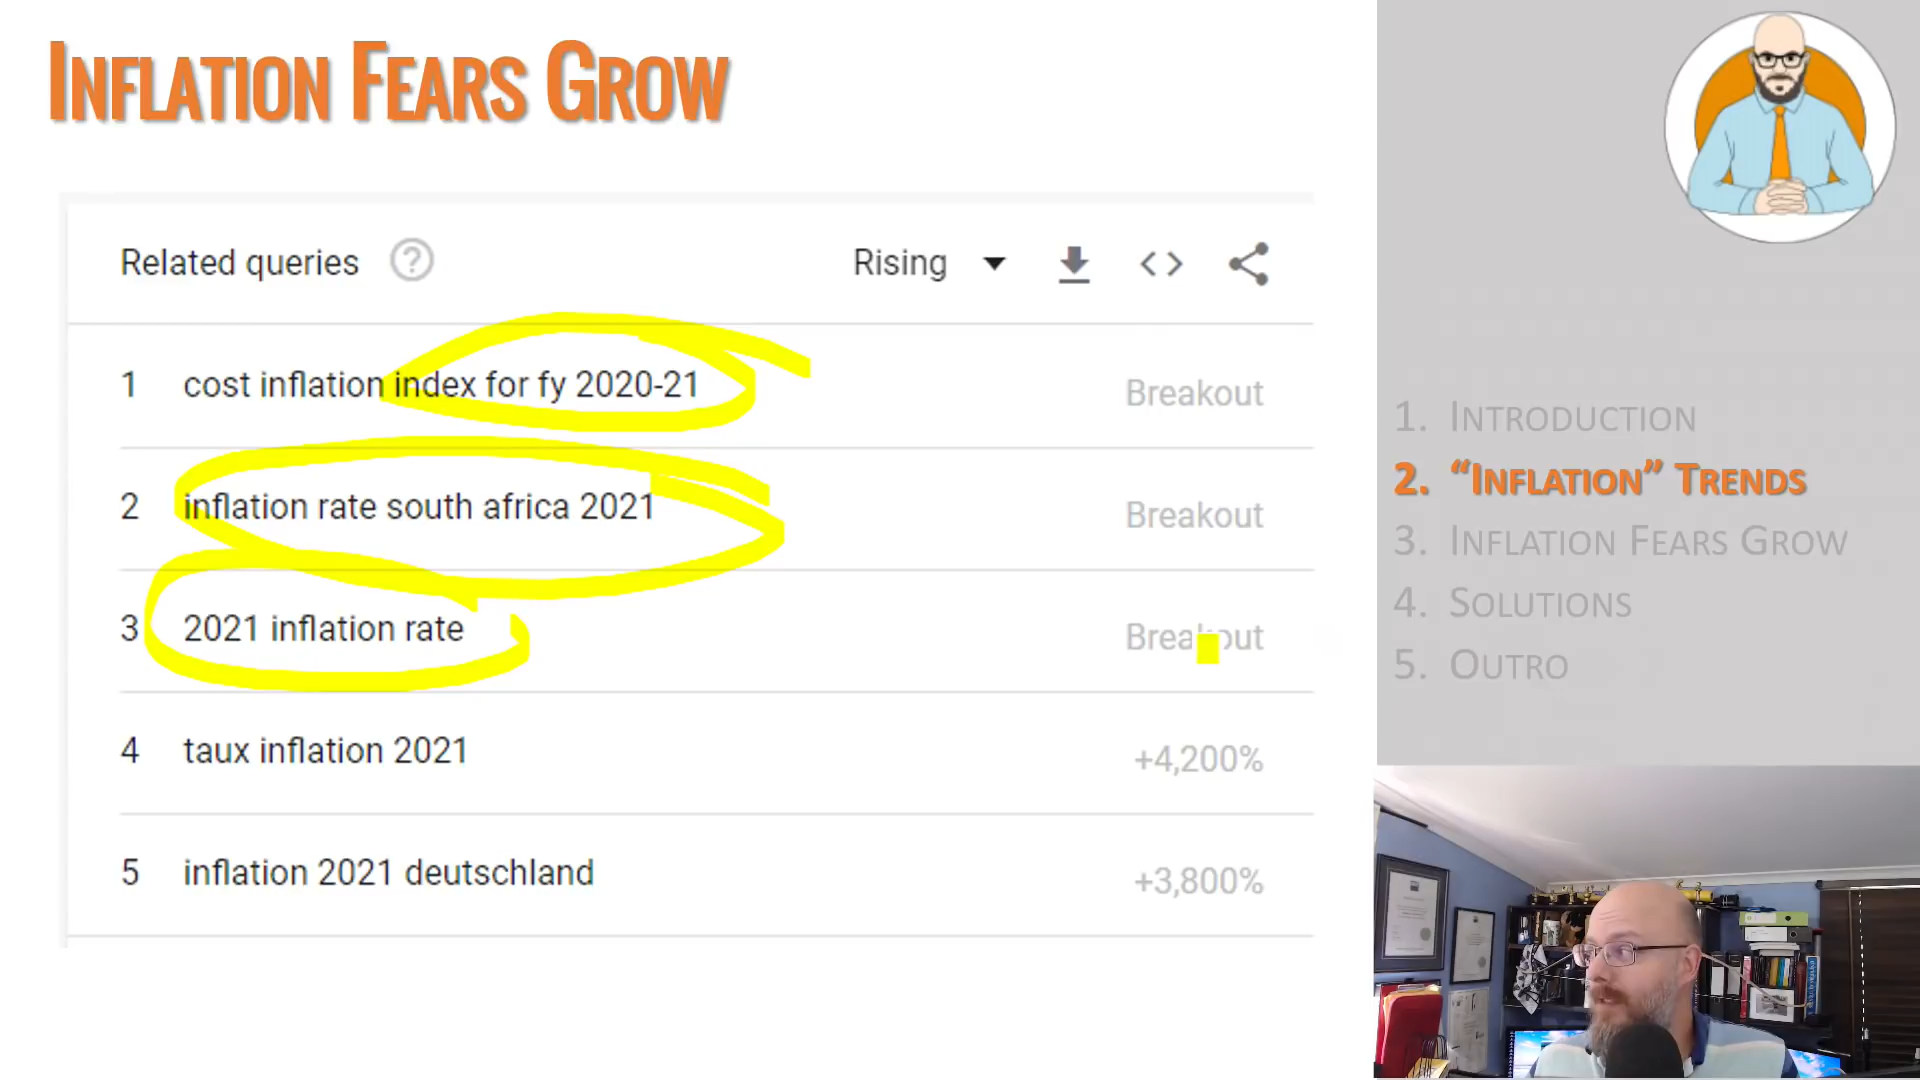 INFLATION FEARS GROW
Related queries
Rising
1 cost inflation index for fy 2020-21 Breakout
2 inflation rate south africa 2021 Breakout
3 2021 inflation rate Breakout
4 taux inflation 2021 +4,200%
5 inflation 2021 deutschland +3,800%
1. INTRODUCTION
2. “INFLATION” TRENDS
3. INFLATION FEARS GROW
4. SOLUTIONS
5. OUTRO